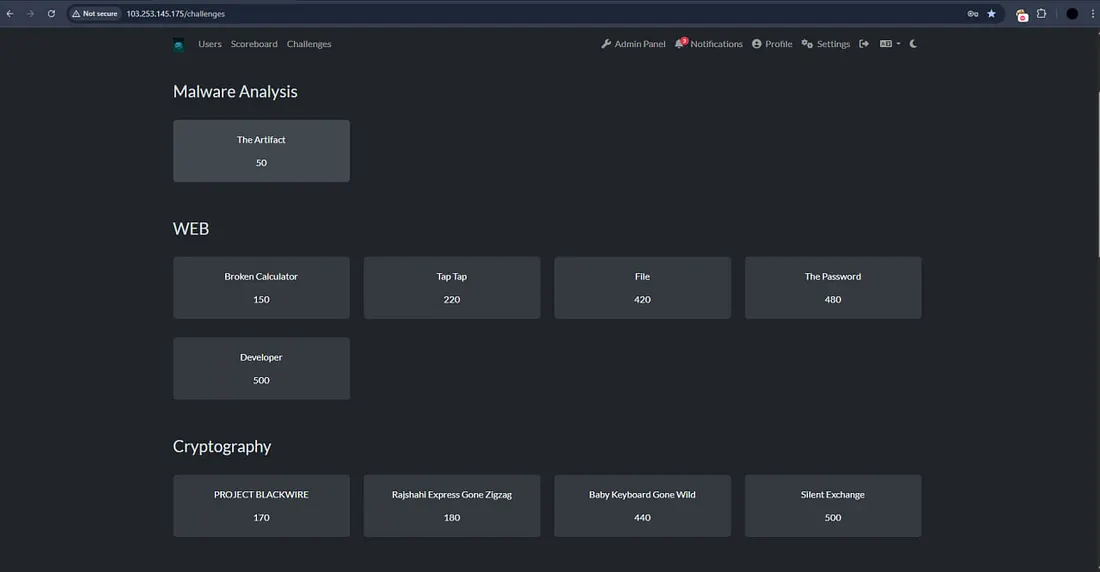 Not secure 103.253.145.175/challenges
Users Scoreboard Challenges Admin Panel 3 Notifications Profile Settings
Malware Analysis
The Artifact
50
WEB
Broken Calculator Tap Tap File The Password
150 220 420 480
Developer
500
Cryptography
PROJECT BLACKWIRE Rajshahi Express Gone Zigzag Baby Keyboard Gone Wild Silent Exchange
170 180 440 500